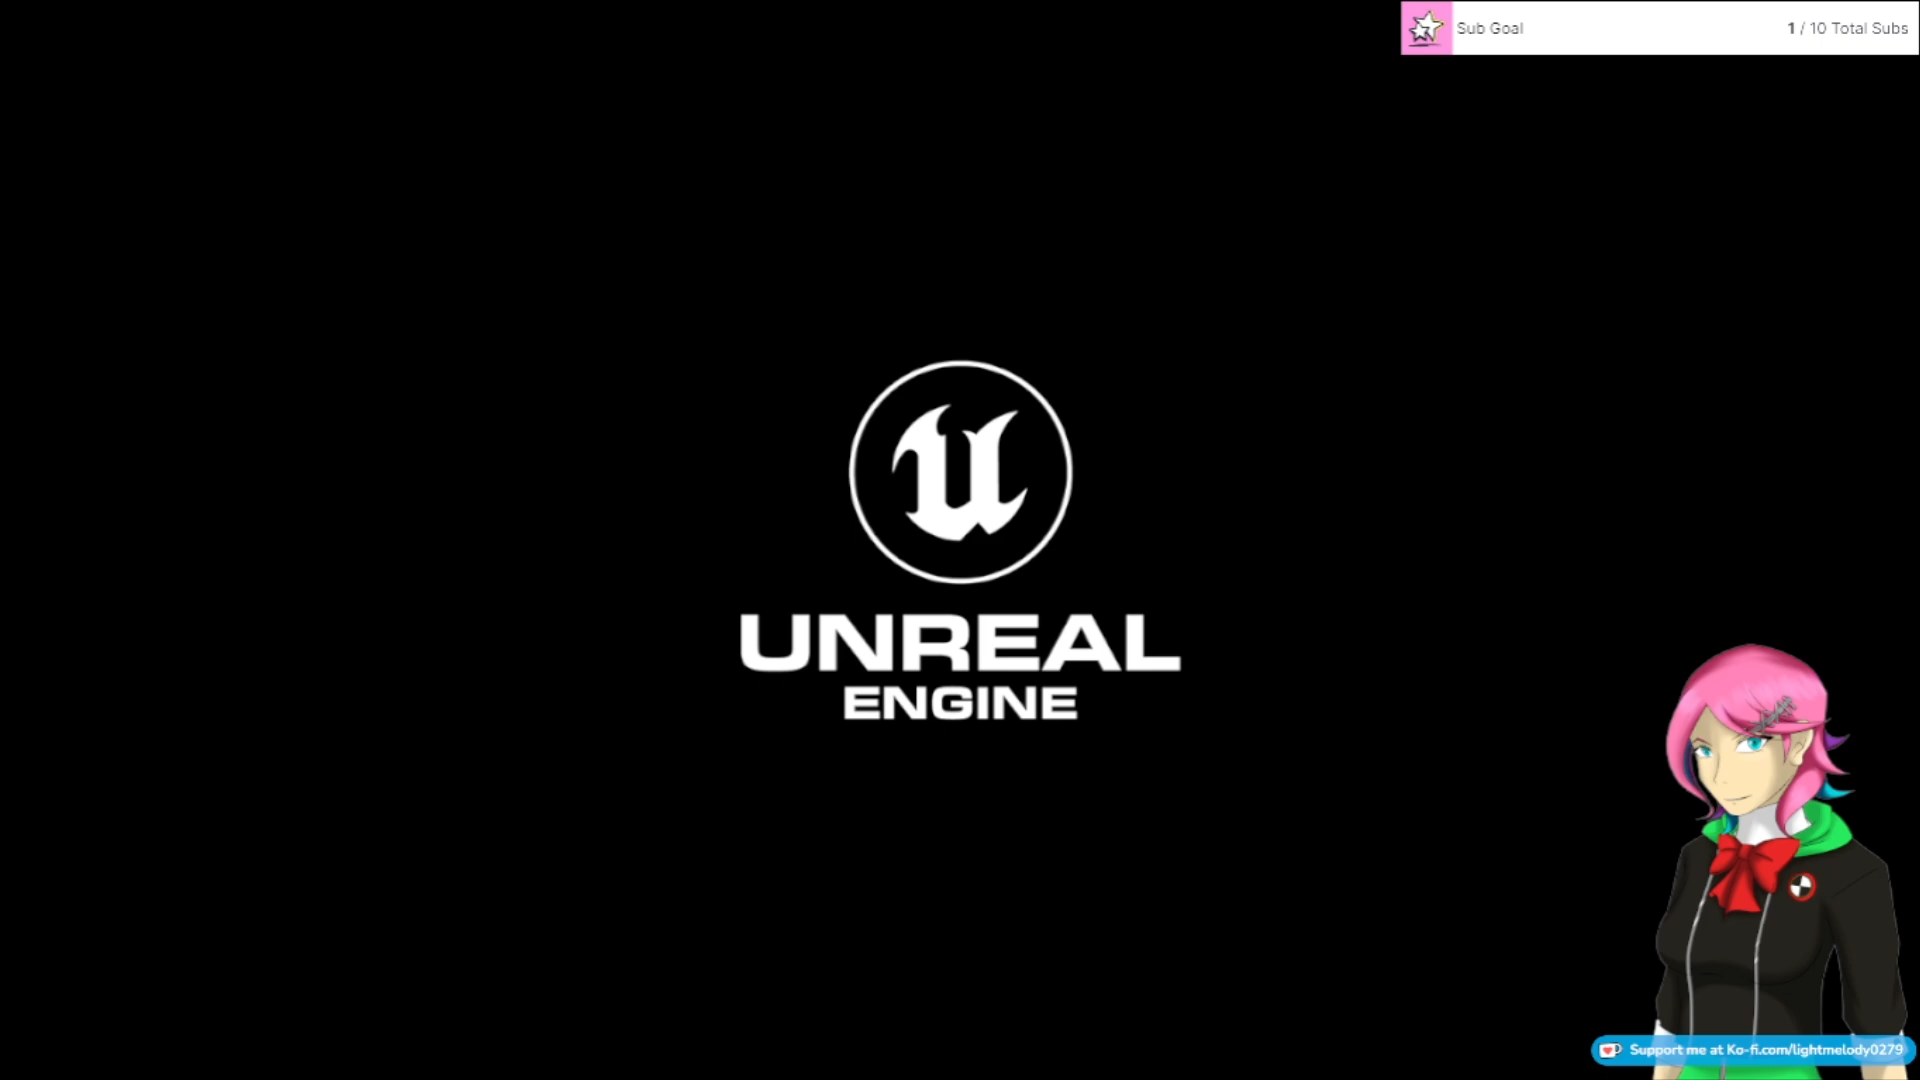 Sub Goal 1 / 10 Total Subs
UNREAL
ENGINE
Support me at Ko-fi.com/lightmelody0279